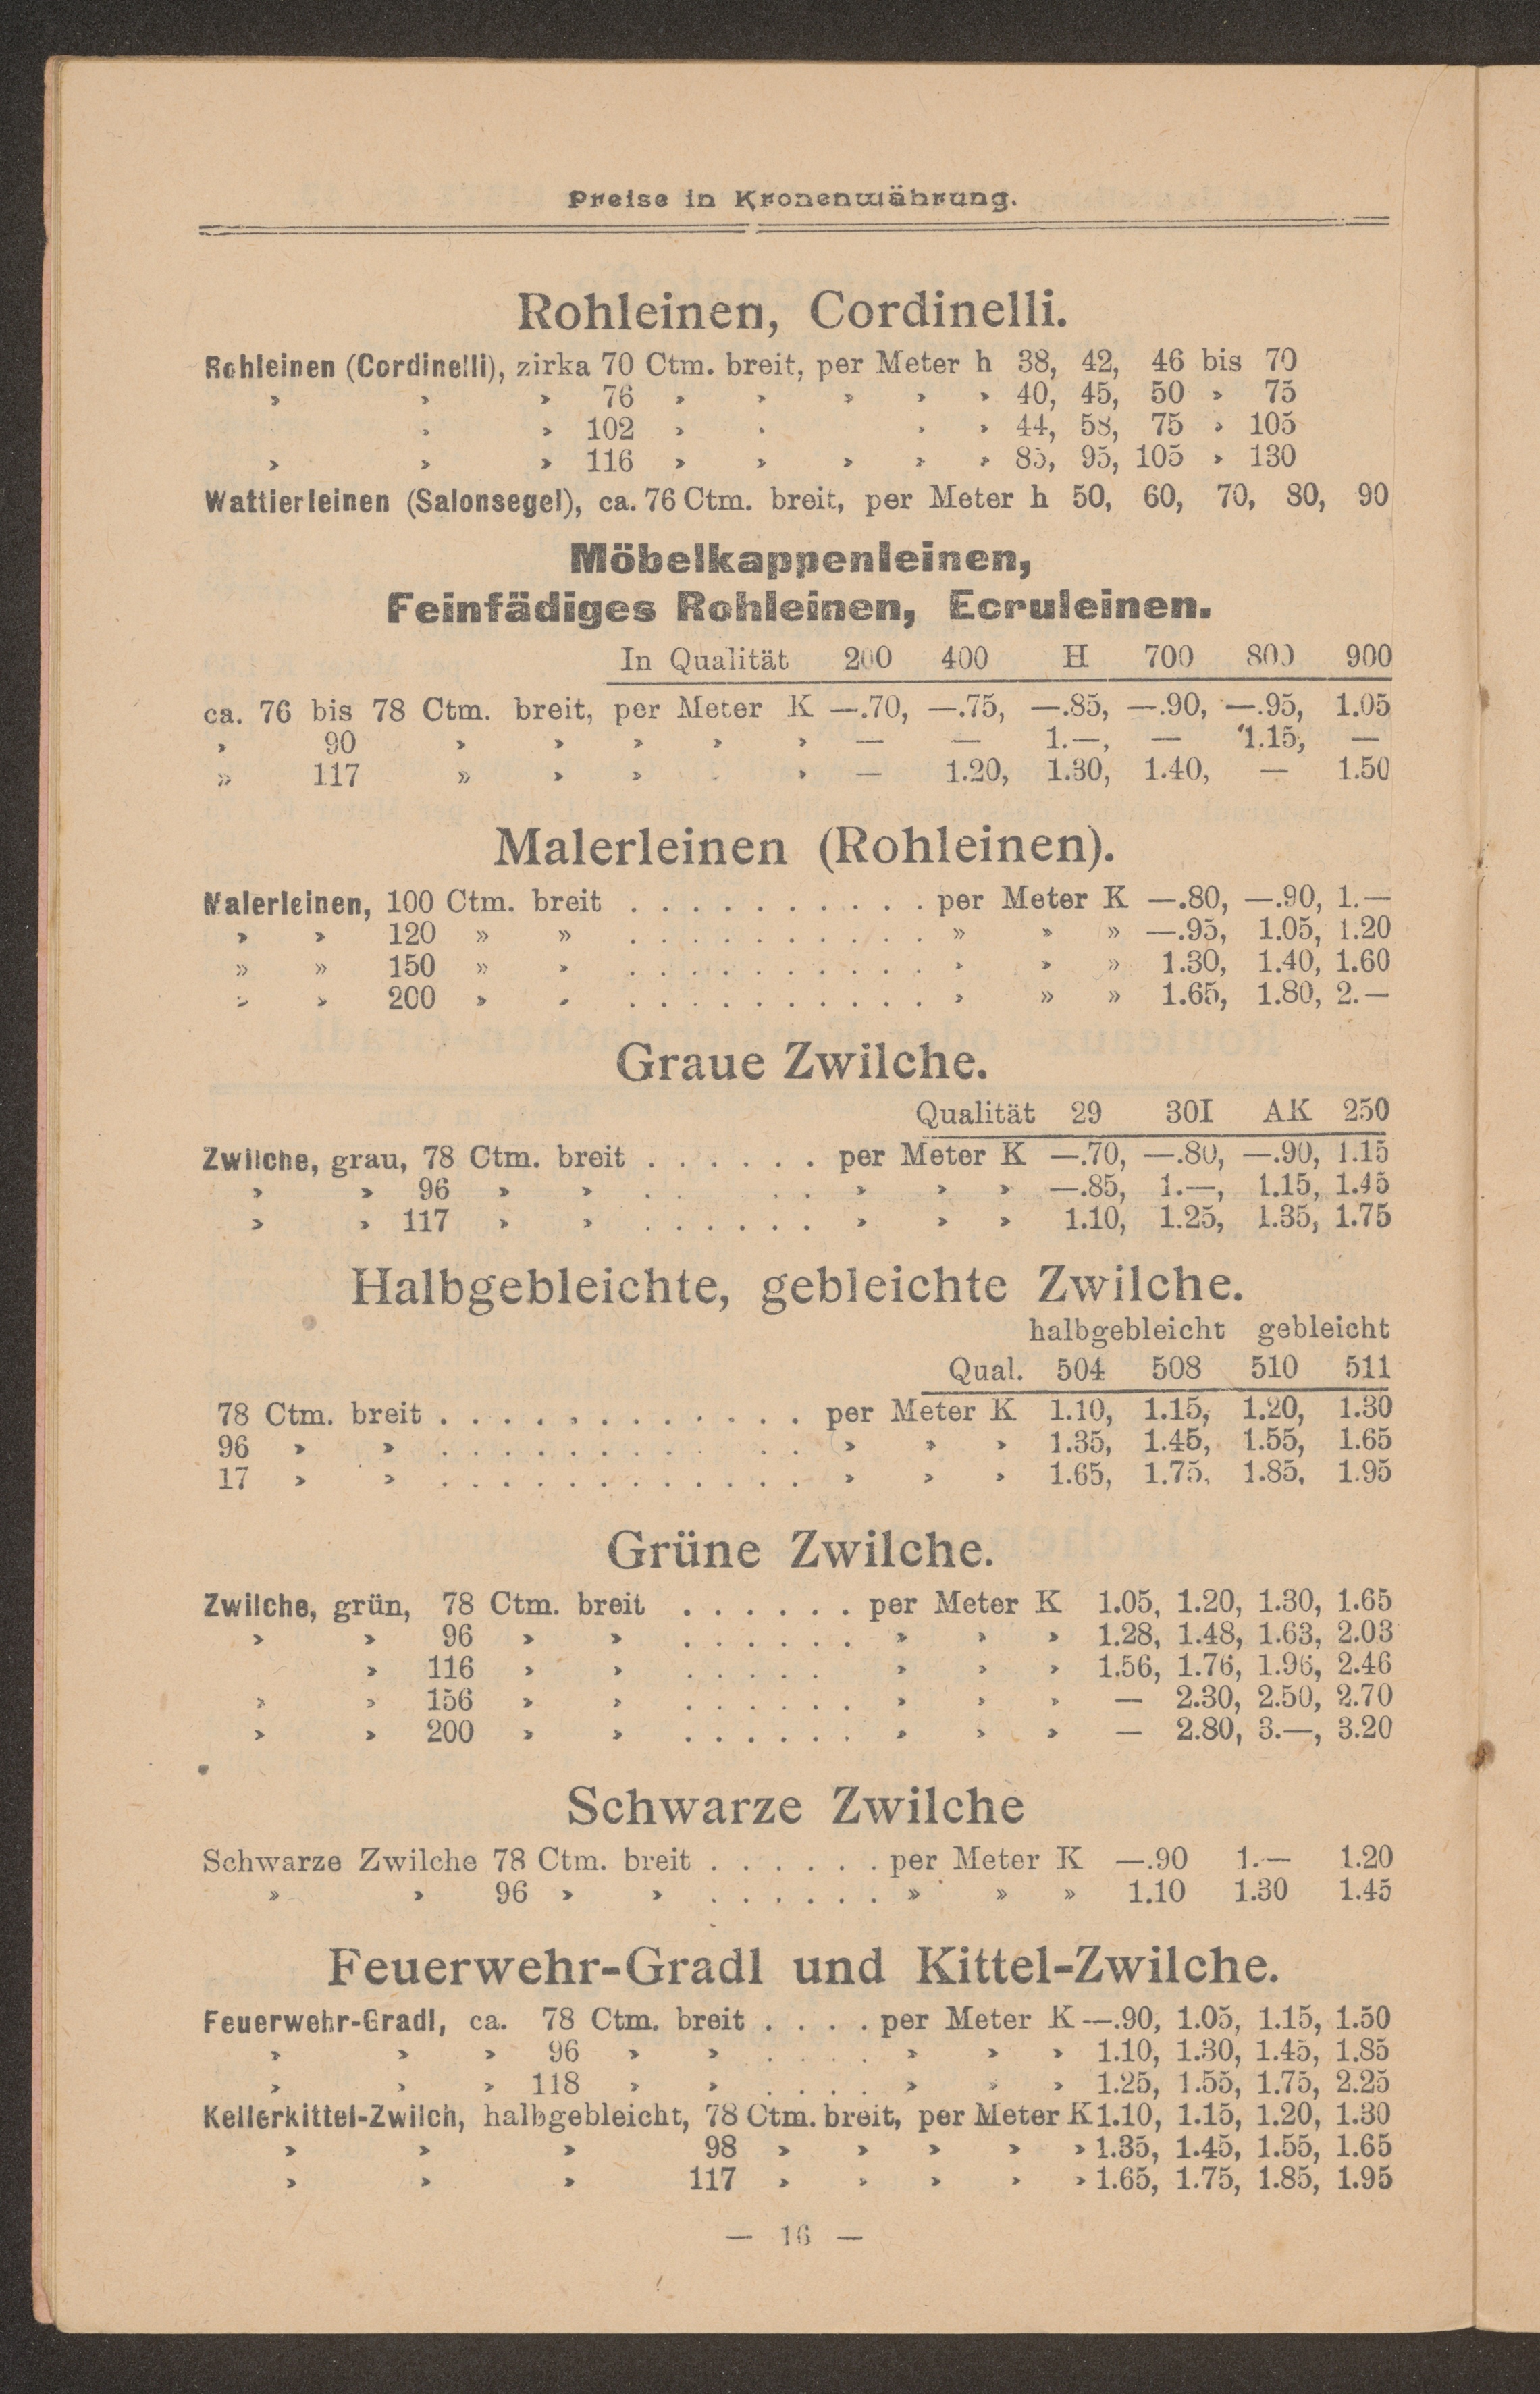 Preise in Kronenwährung.
Rohleinen, Cordinelli.
Rohleinen (Cordinelli), zirka 70 Ctm. breit, per Meter h 38, 42, 46 bis 70
» » » 76 » » » » » 40, 45, 50 » 75
» » 102 » » » » 44, 58, 75 » 105
» » » 116 » » » » » 85, 95, 105 » 130
Wattierleinen (Salonsegel), ca. 76 Ctm. breit, per Meter h 50, 60, 70, 80, 90
Möbelkappenleinen,
Feinfädiges Rohleinen, Ecruleinen.
In Qualität 200 400 H 700 800 900
ca. 76 bis 78 Ctm. breit, per Meter K —.70, —.75, —.85, —.90, —.95, 1.05
» 90 » » » » » — — 1.—, — 1.15, —
» 117 » » » » » — 1.20, 1.30, 1.40, — 1.50
Malerleinen (Rohleinen).
Malerleinen, 100 Ctm. breit . . . . . . . . . . . per Meter K —.80, —.90, 1.—
» » 120 » » . . . . . . . . . . » » » —.95, 1.05, 1.20
» » 150 » » . . . . . . . . . . » » » 1.30, 1.40, 1.60
» » 200 » » . . . . . . . . . . » » » 1.65, 1.80, 2.—
Graue Zwilche.
Qualität 29 30I AK 250
Zwilche, grau, 78 Ctm. breit . . . . . . per Meter K —.70, —.80, —.90, 1.15
» » 96 » » . . . . . » » » —.85, 1.—, 1.15, 1.45
» » 117 » » . . . . . . » » » 1.10, 1.25, 1.35, 1.75
Halbgebleichte, gebleichte Zwilche.
halbgebleicht gebleicht
Qual. 504 508 510 511
78 Ctm. breit . . . . . . . . . . . . per Meter K 1.10, 1.15, 1.20, 1.30
96 » » . . . . . . . . . . . » » » 1.35, 1.45, 1.55, 1.65
17 » » . . . . . . . . . . . . » » » 1.65, 1.75, 1.85, 1.95
Grüne Zwilche.
Zwilche, grün, 78 Ctm. breit . . . . . . per Meter K 1.05, 1.20, 1.30, 1.65
» » 96 » » . . . . . . » » » 1.28, 1.48, 1.63, 2.03
» 116 » » . . . . . » » » 1.56, 1.76, 1.96, 2.46
» » 156 » » . . . . . . » » » — 2.30, 2.50, 2.70
» » 200 » » . . . . . . » » » — 2.80, 3.—, 3.20
Schwarze Zwilche
Schwarze Zwilche 78 Ctm. breit . . . . . . per Meter K —.90 1.— 1.20
» » 96 » » . . . . . . » » » 1.10 1.30 1.45
Feuerwehr-Gradl und Kittel-Zwilche.
Feuerwehr-Gradl, ca. 78 Ctm. breit . . . . per Meter K —.90, 1.05, 1.15, 1.50
» » » 96 » » . . . . » » » 1.10, 1.30, 1.45, 1.85
» » » 118 » » . . . . » » » 1.25, 1.55, 1.75, 2.25
Kellerkittel-Zwilch, halbgebleicht, 78 Ctm. breit, per Meter K 1.10, 1.15, 1.20, 1.30
» » » 98 » » » » » 1.35, 1.45, 1.55, 1.65
» » » 117 » » » » » 1.65, 1.75, 1.85, 1.95
— 16 —